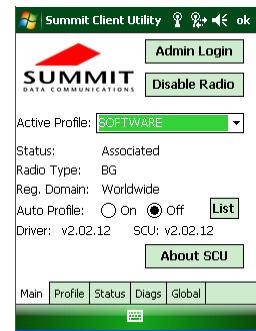 Summit Client Utility ok
Admin Login
SUMMIT
DATA COMMUNICATIONS
Disable Radio
Active Profile: SOFTWARE
Status: Associated
Radio Type: BG
Reg. Domain: Worldwide
Auto Profile: On Off List
Driver: v2.02.12 SCU: v2.02.12
About SCU
Main Profile Status Diags Global